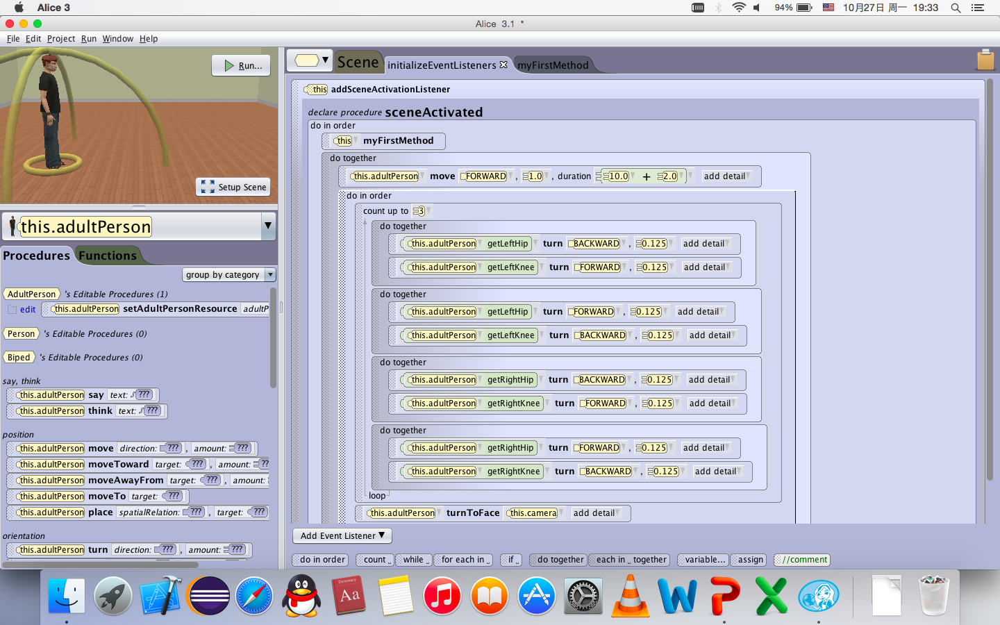 Alice 3
94%
10月27日 周一 19:33
Alice 3.1 *
File Edit Project Run Window Help
Run...
Setup Scene
this.adultPerson
Procedures Functions
group by category
AdultPerson 's Editable Procedures (1)
edit this.adultPerson setAdultPersonResource adultP
Person 's Editable Procedures (0)
Biped 's Editable Procedures (0)
say, think
this.adultPerson say text: ???
this.adultPerson think text: ???
position
this.adultPerson move direction: ??? , amount: ???
this.adultPerson moveToward target: ??? , amount: ??
this.adultPerson moveAwayFrom target: ??? , amount:
this.adultPerson moveTo target: ???
this.adultPerson place spatialRelation: ??? , target: ???
orientation
this.adultPerson turn direction: ??? , amount: ???
Scene initializeEventListeners myFirstMethod
this addSceneActivationListener
declare procedure sceneActivated
do in order
this myFirstMethod
do together
this.adultPerson move FORWARD , 1.0 , duration 10.0 + 2.0 add detail
do in order
count up to 3
do together
this.adultPerson getLeftHip turn BACKWARD , 0.125 add detail
this.adultPerson getLeftKnee turn FORWARD , 0.125 add detail
do together
this.adultPerson getLeftHip turn FORWARD , 0.125 add detail
this.adultPerson getLeftKnee turn BACKWARD , 0.125 add detail
do together
this.adultPerson getRightHip turn BACKWARD , 0.125 add detail
this.adultPerson getRightKnee turn FORWARD , 0.125 add detail
do together
this.adultPerson getRightHip turn FORWARD , 0.125 add detail
this.adultPerson getRightKnee turn BACKWARD , 0.125 add detail
loop
this.adultPerson turnToFace this.camera add detail
Add Event Listener
do in order count while for each in if do together each in together variable... assign //comment
Dictionary
Aa